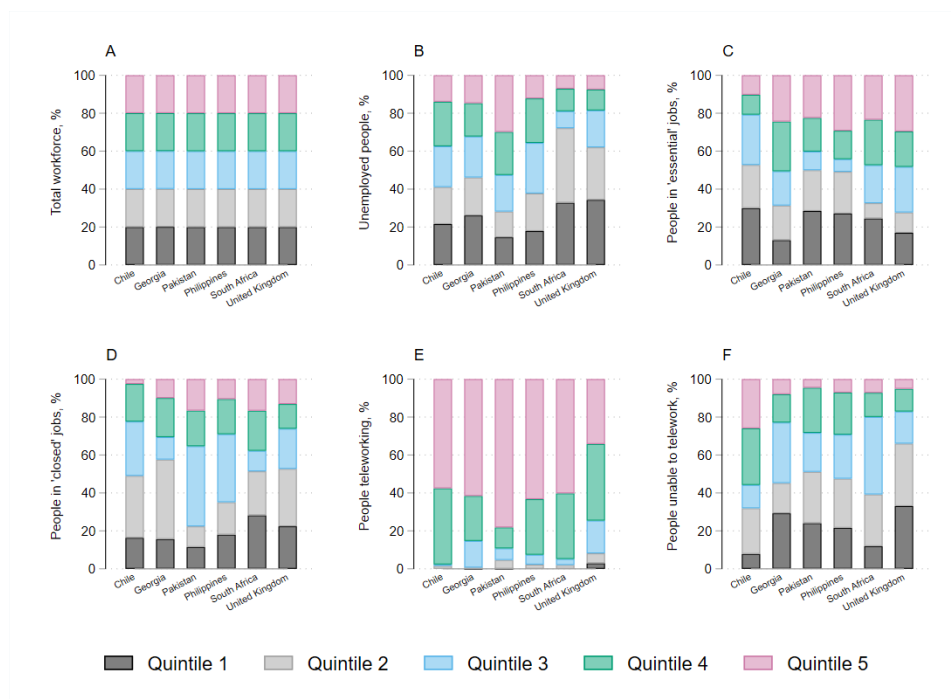 A
Total workforce, %
100
80
60
40
20
0
Chile
Georgia
Pakistan
Philippines
South Africa
United Kingdom
B
Unemployed people, %
100
80
60
40
20
0
Chile
Georgia
Pakistan
Philippines
South Africa
United Kingdom
C
People in 'essential' jobs, %
100
80
60
40
20
0
Chile
Georgia
Pakistan
Philippines
South Africa
United Kingdom
D
People in 'closed' jobs, %
100
80
60
40
20
0
Chile
Georgia
Pakistan
Philippines
South Africa
United Kingdom
E
People teleworking, %
100
80
60
40
20
0
Chile
Georgia
Pakistan
Philippines
South Africa
United Kingdom
F
People unable to telework, %
100
80
60
40
20
0
Chile
Georgia
Pakistan
Philippines
South Africa
United Kingdom
Quintile 1
Quintile 2
Quintile 3
Quintile 4
Quintile 5